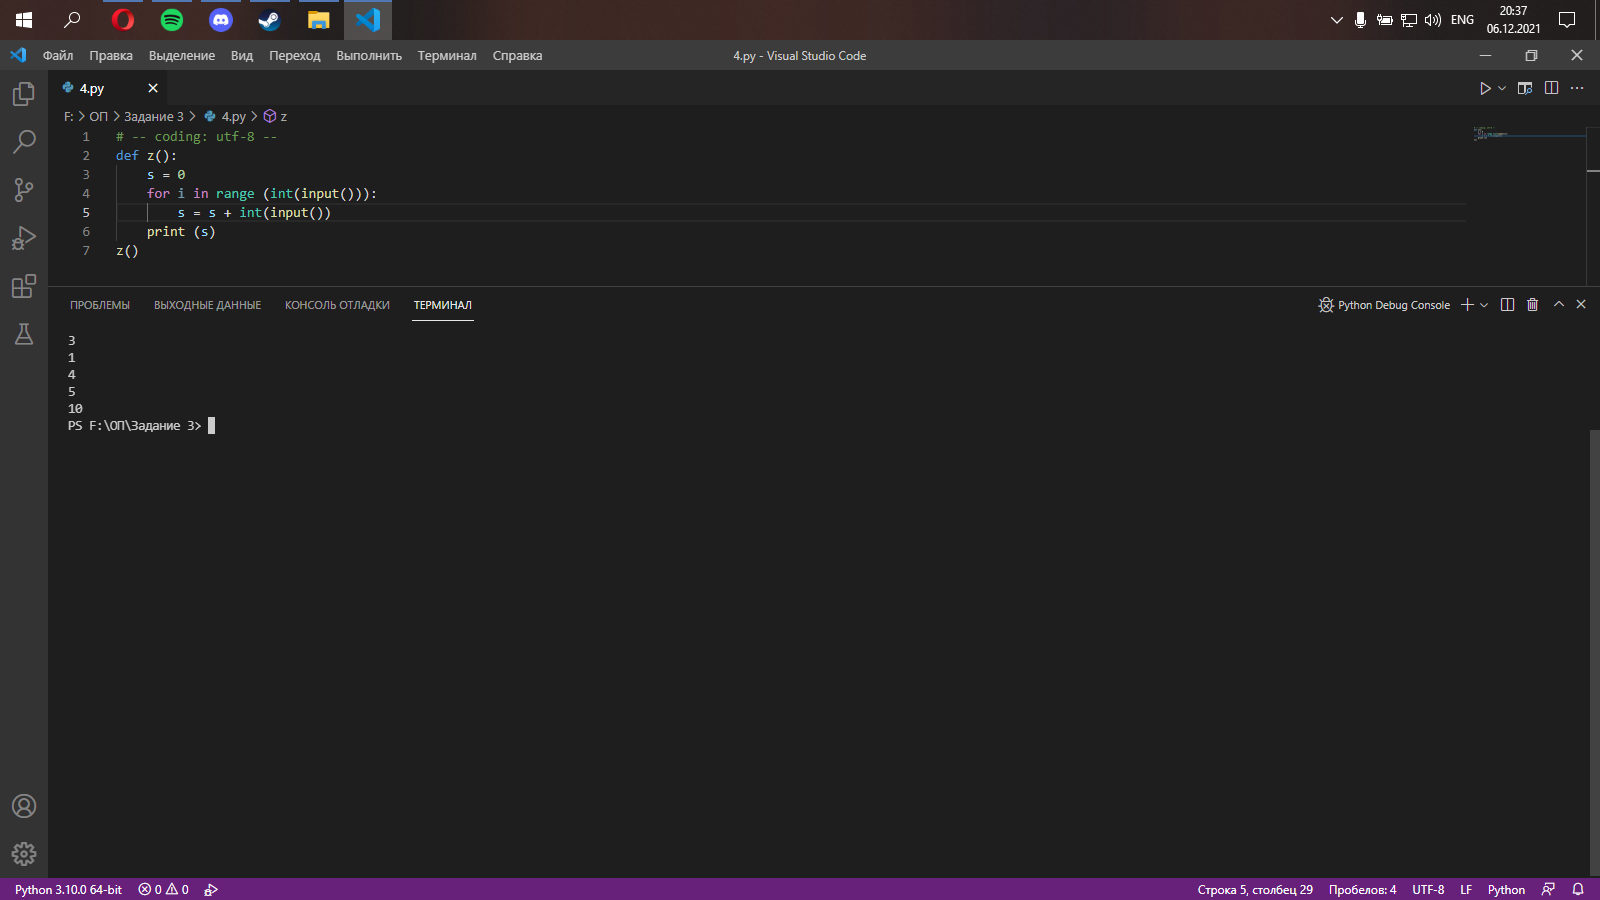 ENG
20:37
06.12.2021
Файл Правка Выделение Вид Переход Выполнить Терминал Справка
4.py - Visual Studio Code
4.py
F: > ОП > Задание 3 > 4.py > z
1 # -- coding: utf-8 --
2 def z():
3 s = 0
4 for i in range (int(input())):
5 s = s + int(input())
6 print (s)
7 z()
ПРОБЛЕМЫ ВЫХОДНЫЕ ДАННЫЕ КОНСОЛЬ ОТЛАДКИ ТЕРМИНАЛ
Python Debug Console
3
1
4
5
10
PS F:\ОП\Задание 3>
Python 3.10.0 64-bit 0 0
Строка 5, столбец 29 Пробелов: 4 UTF-8 LF Python